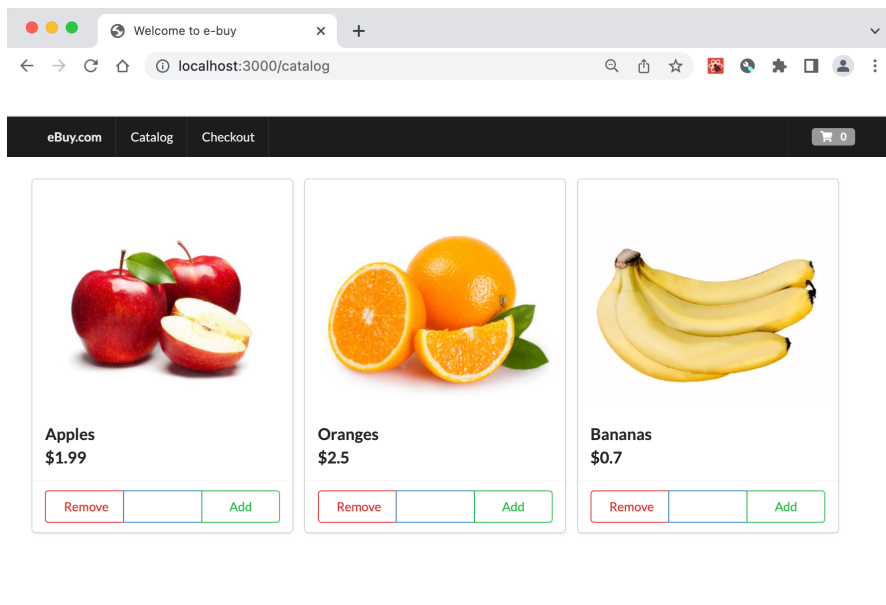 Welcome to e-buy
localhost:3000/catalog
eBuy.com Catalog Checkout 0
Apples
$1.99
Remove Add
Oranges
$2.5
Remove Add
Bananas
$0.7
Remove Add